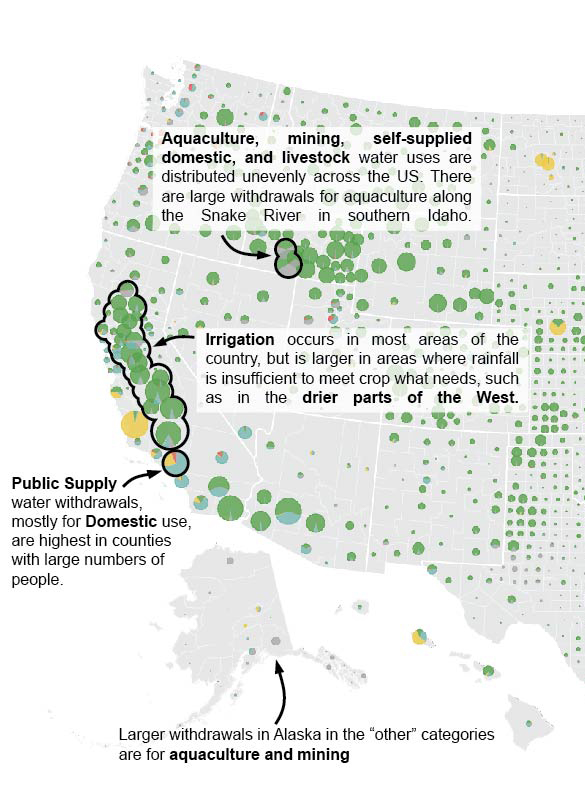 Aquaculture, mining, self-supplied
domestic, and livestock water uses are
distributed unevenly across the US. There
are large withdrawals for aquaculture along
the Snake River in southern Idaho.
Irrigation occurs in most areas of the
country, but is larger in areas where rainfall
is insufficient to meet crop what needs, such
as in the drier parts of the West.
Public Supply
water withdrawals,
mostly for Domestic use,
are highest in counties
with large numbers of
people.
Larger withdrawals in Alaska in the “other” categories
are for aquaculture and mining